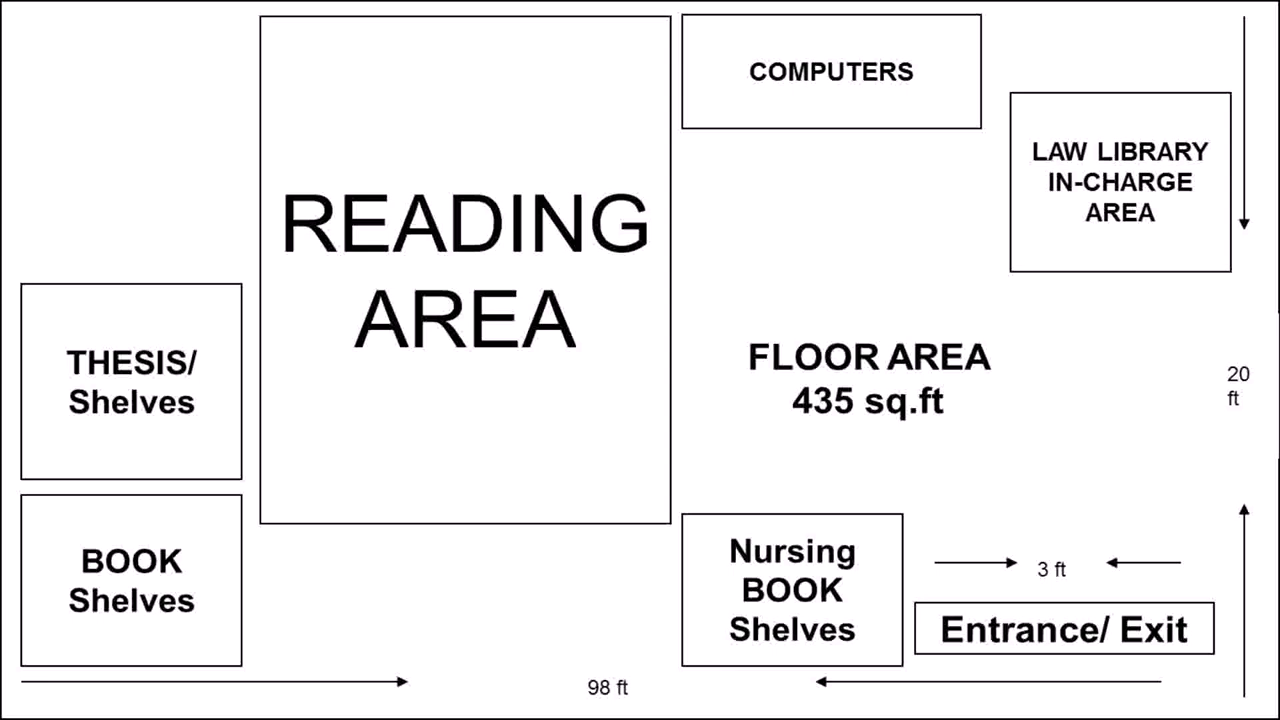 COMPUTERS
LAW LIBRARY
IN-CHARGE
AREA
READING
AREA
THESIS/
Shelves
FLOOR AREA
435 sq.ft
20
ft
BOOK
Shelves
Nursing
BOOK
Shelves
3 ft
Entrance/ Exit
98 ft